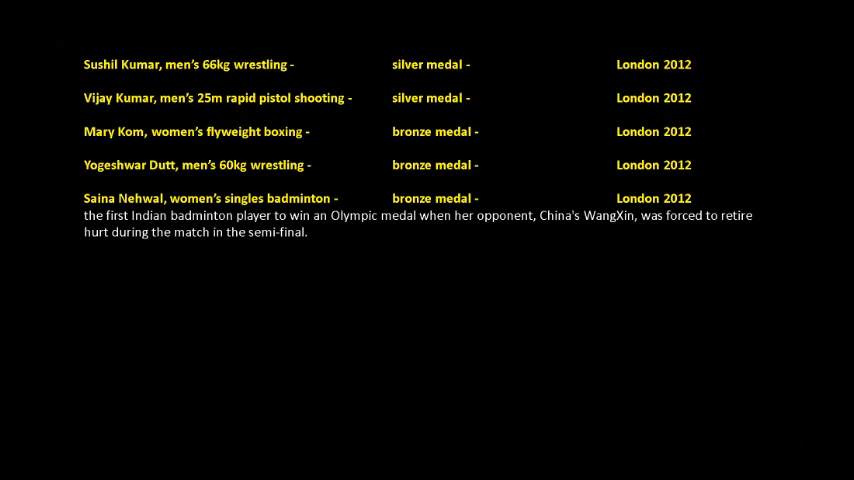 Sushil Kumar, men’s 66kg wrestling - silver medal - London 2012
Vijay Kumar, men’s 25m rapid pistol shooting - silver medal - London 2012
Mary Kom, women’s flyweight boxing - bronze medal - London 2012
Yogeshwar Dutt, men’s 60kg wrestling - bronze medal - London 2012
Saina Nehwal, women’s singles badminton - bronze medal - London 2012
the first Indian badminton player to win an Olympic medal when her opponent, China's WangXin, was forced to retire
hurt during the match in the semi-final.